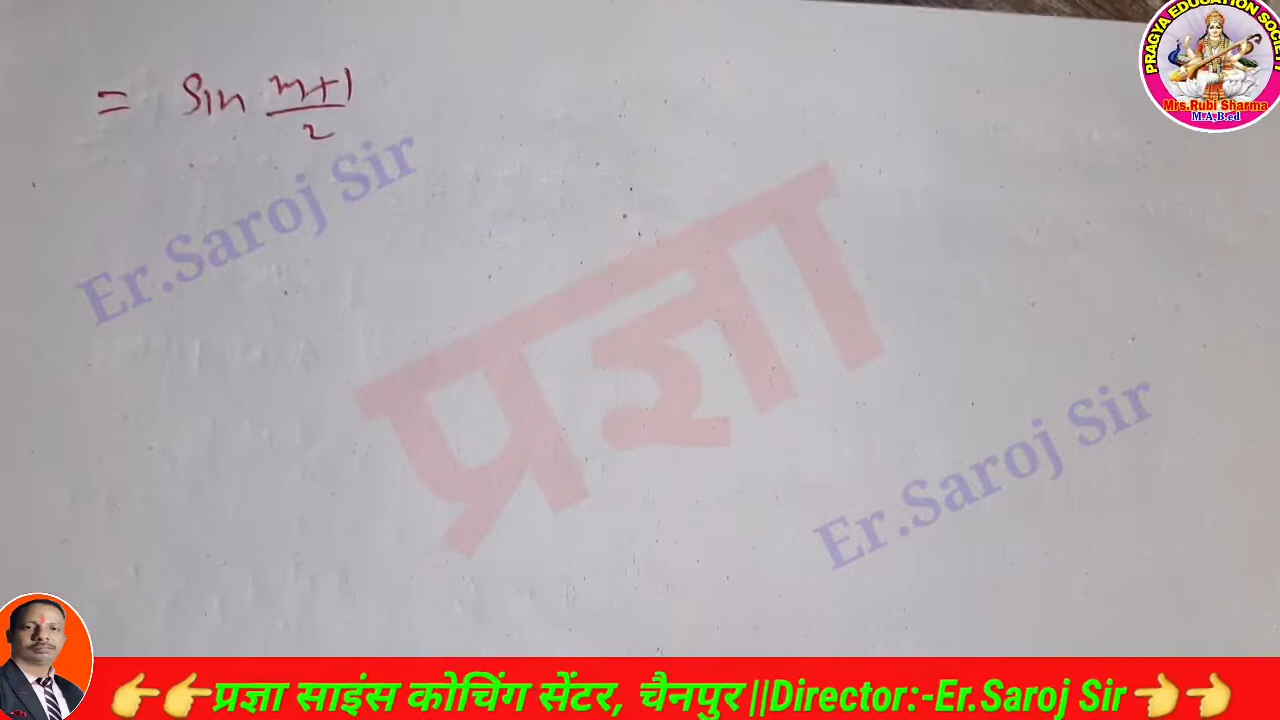 PRAGYA EDUCATION SOCIETY
Mrs.Rubi Sharma
M.A,B.ed
= Sin m+1/2
Er.Saroj Sir
प्रज्ञा
Er.Saroj Sir
👉👉प्रज्ञा साइंस कोचिंग सेंटर, चैनपुर||Director:-Er.Saroj Sir👈👈